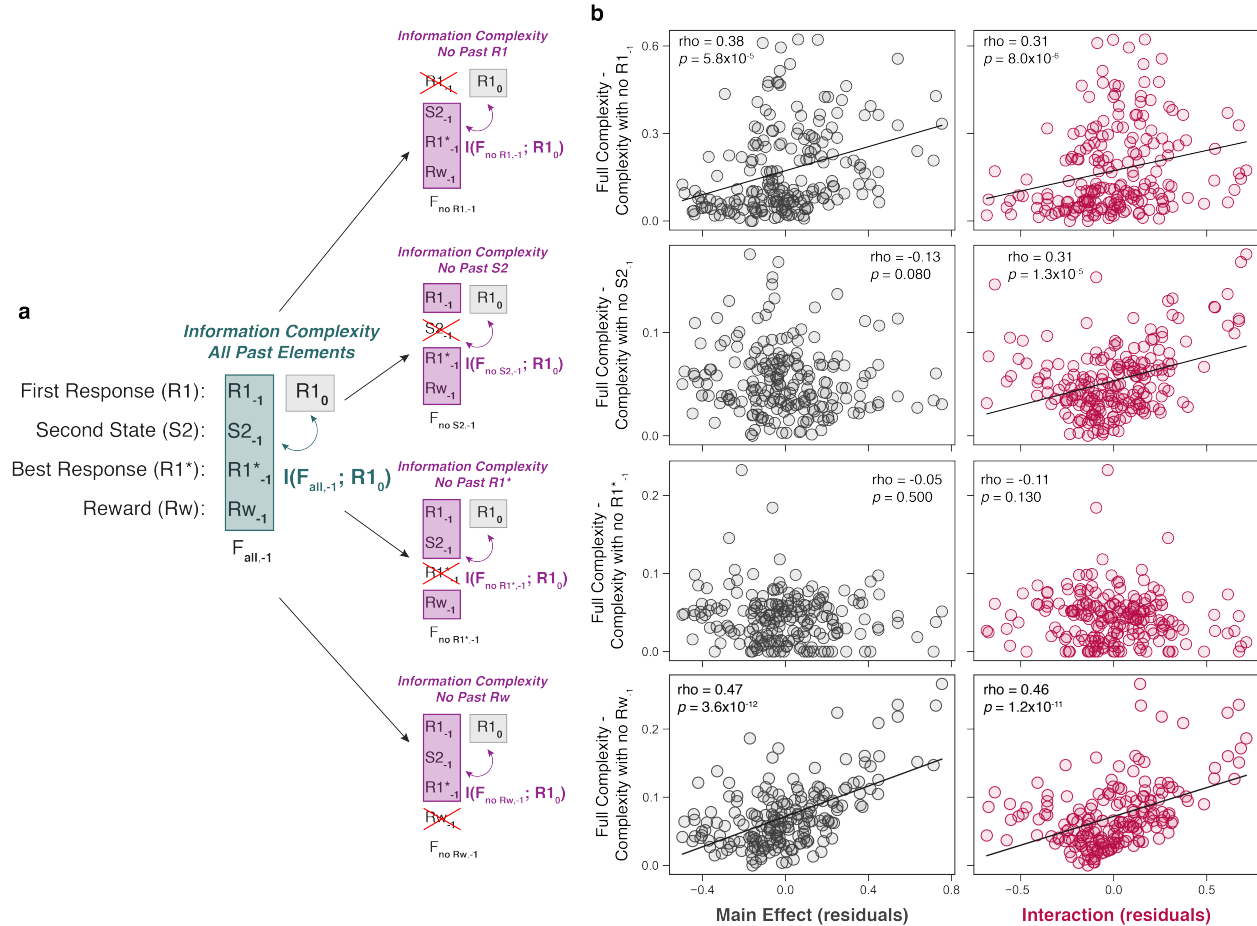 a
Information Complexity
All Past Elements
First Response (R1):
Second State (S2):
Best Response (R1*):
Reward (Rw):
R1-1
S2-1
R1*-1
Rw-1
R10
I(Fall,-1; R10)
Fall,-1
Information Complexity
No Past R1
R1-1
R10
S2-1
R1*-1
Rw-1
I(Fno R1,-1; R10)
Fno R1,-1
Information Complexity
No Past S2
R1-1
R10
S2-1
R1*-1
Rw-1
I(Fno S2,-1; R10)
Fno S2,-1
Information Complexity
No Past R1*
R1-1
R10
S2-1
R1*-1
I(Fno R1*,-1; R10)
Rw-1
Fno R1*,-1
Information Complexity
No Past Rw
R1-1
R10
S2-1
R1*-1
I(Fno Rw,-1; R10)
Rw-1
Fno Rw,-1
b
Full Complexity -
Complexity with no R1-1
0.6
0.3
0.0
rho = 0.38
p = 5.8x10-5
rho = 0.31
p = 8.0x10-6
Full Complexity -
Complexity with no S2-1
0.1
0.0
rho = -0.13
p = 0.080
rho = 0.31
p = 1.3x10-5
Full Complexity -
Complexity with no R1*-1
0.2
0.1
0.0
rho = -0.05
p = 0.500
rho = -0.11
p = 0.130
Full Complexity -
Complexity with no Rw-1
0.2
0.1
0.0
rho = 0.47
p = 3.6x10-12
rho = 0.46
p = 1.2x10-11
−0.4 0.0 0.4 0.8
−0.5 0.0 0.5
Main Effect (residuals)
Interaction (residuals)